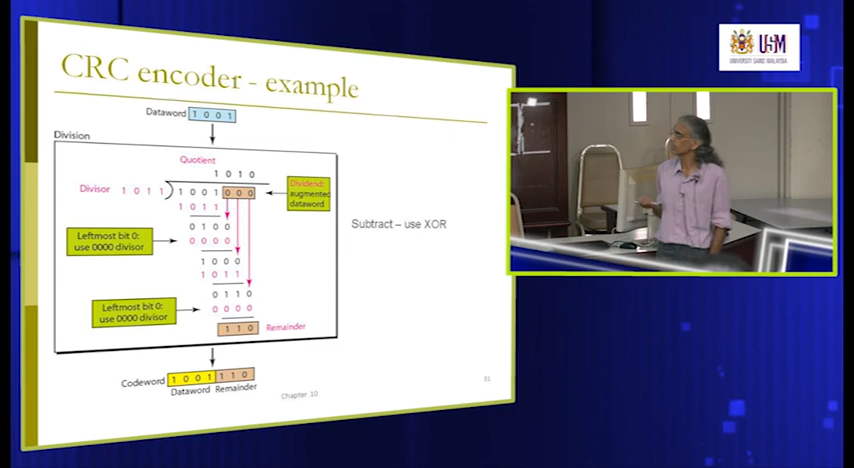 CRC encoder - example
USM
UNIVERSITI SAINS MALAYSIA
Dataword 1 0 0 1
Division
Quotient
1 0 1 0
Divisor 1 0 1 1 1 0 0 1 0 0 0
Dividend:
augmented
dataword
1 0 1 1
Leftmost bit 0:
use 0000 divisor
0 1 0 0
0 0 0 0
1 0 0 0
1 0 1 1
Leftmost bit 0:
use 0000 divisor
0 1 1 0
0 0 0 0
1 1 0 Remainder
Subtract – use XOR
Codeword 1 0 0 1 1 1 0
Dataword Remainder
Chapter 10
31